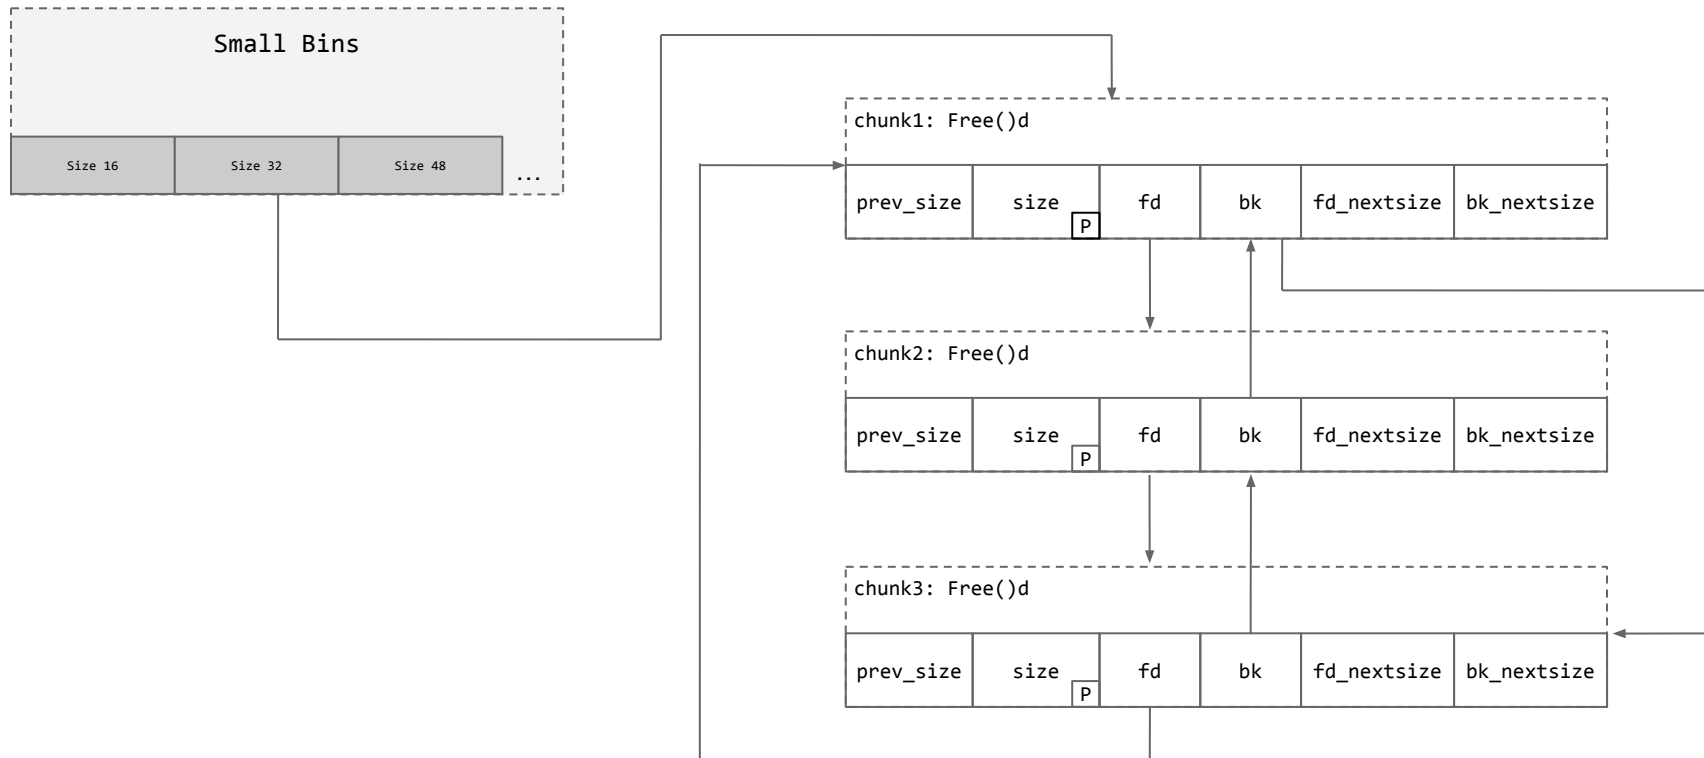 Small Bins
Size 16 Size 32 Size 48 ...
chunk1: Free()d
prev_size size P fd bk fd_nextsize bk_nextsize
chunk2: Free()d
prev_size size P fd bk fd_nextsize bk_nextsize
chunk3: Free()d
prev_size size P fd bk fd_nextsize bk_nextsize